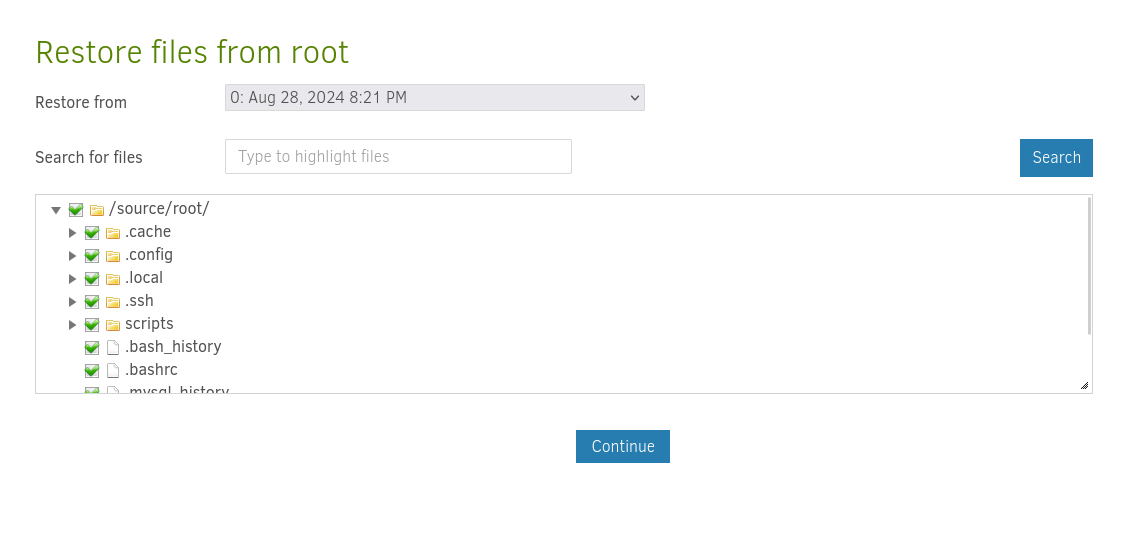 Restore files from root
Restore from
0: Aug 28, 2024 8:21 PM
Search for files
Type to highlight files
Search
/source/root/
.cache
.config
.local
.ssh
scripts
.bash_history
.bashrc
.mysql_history
Continue